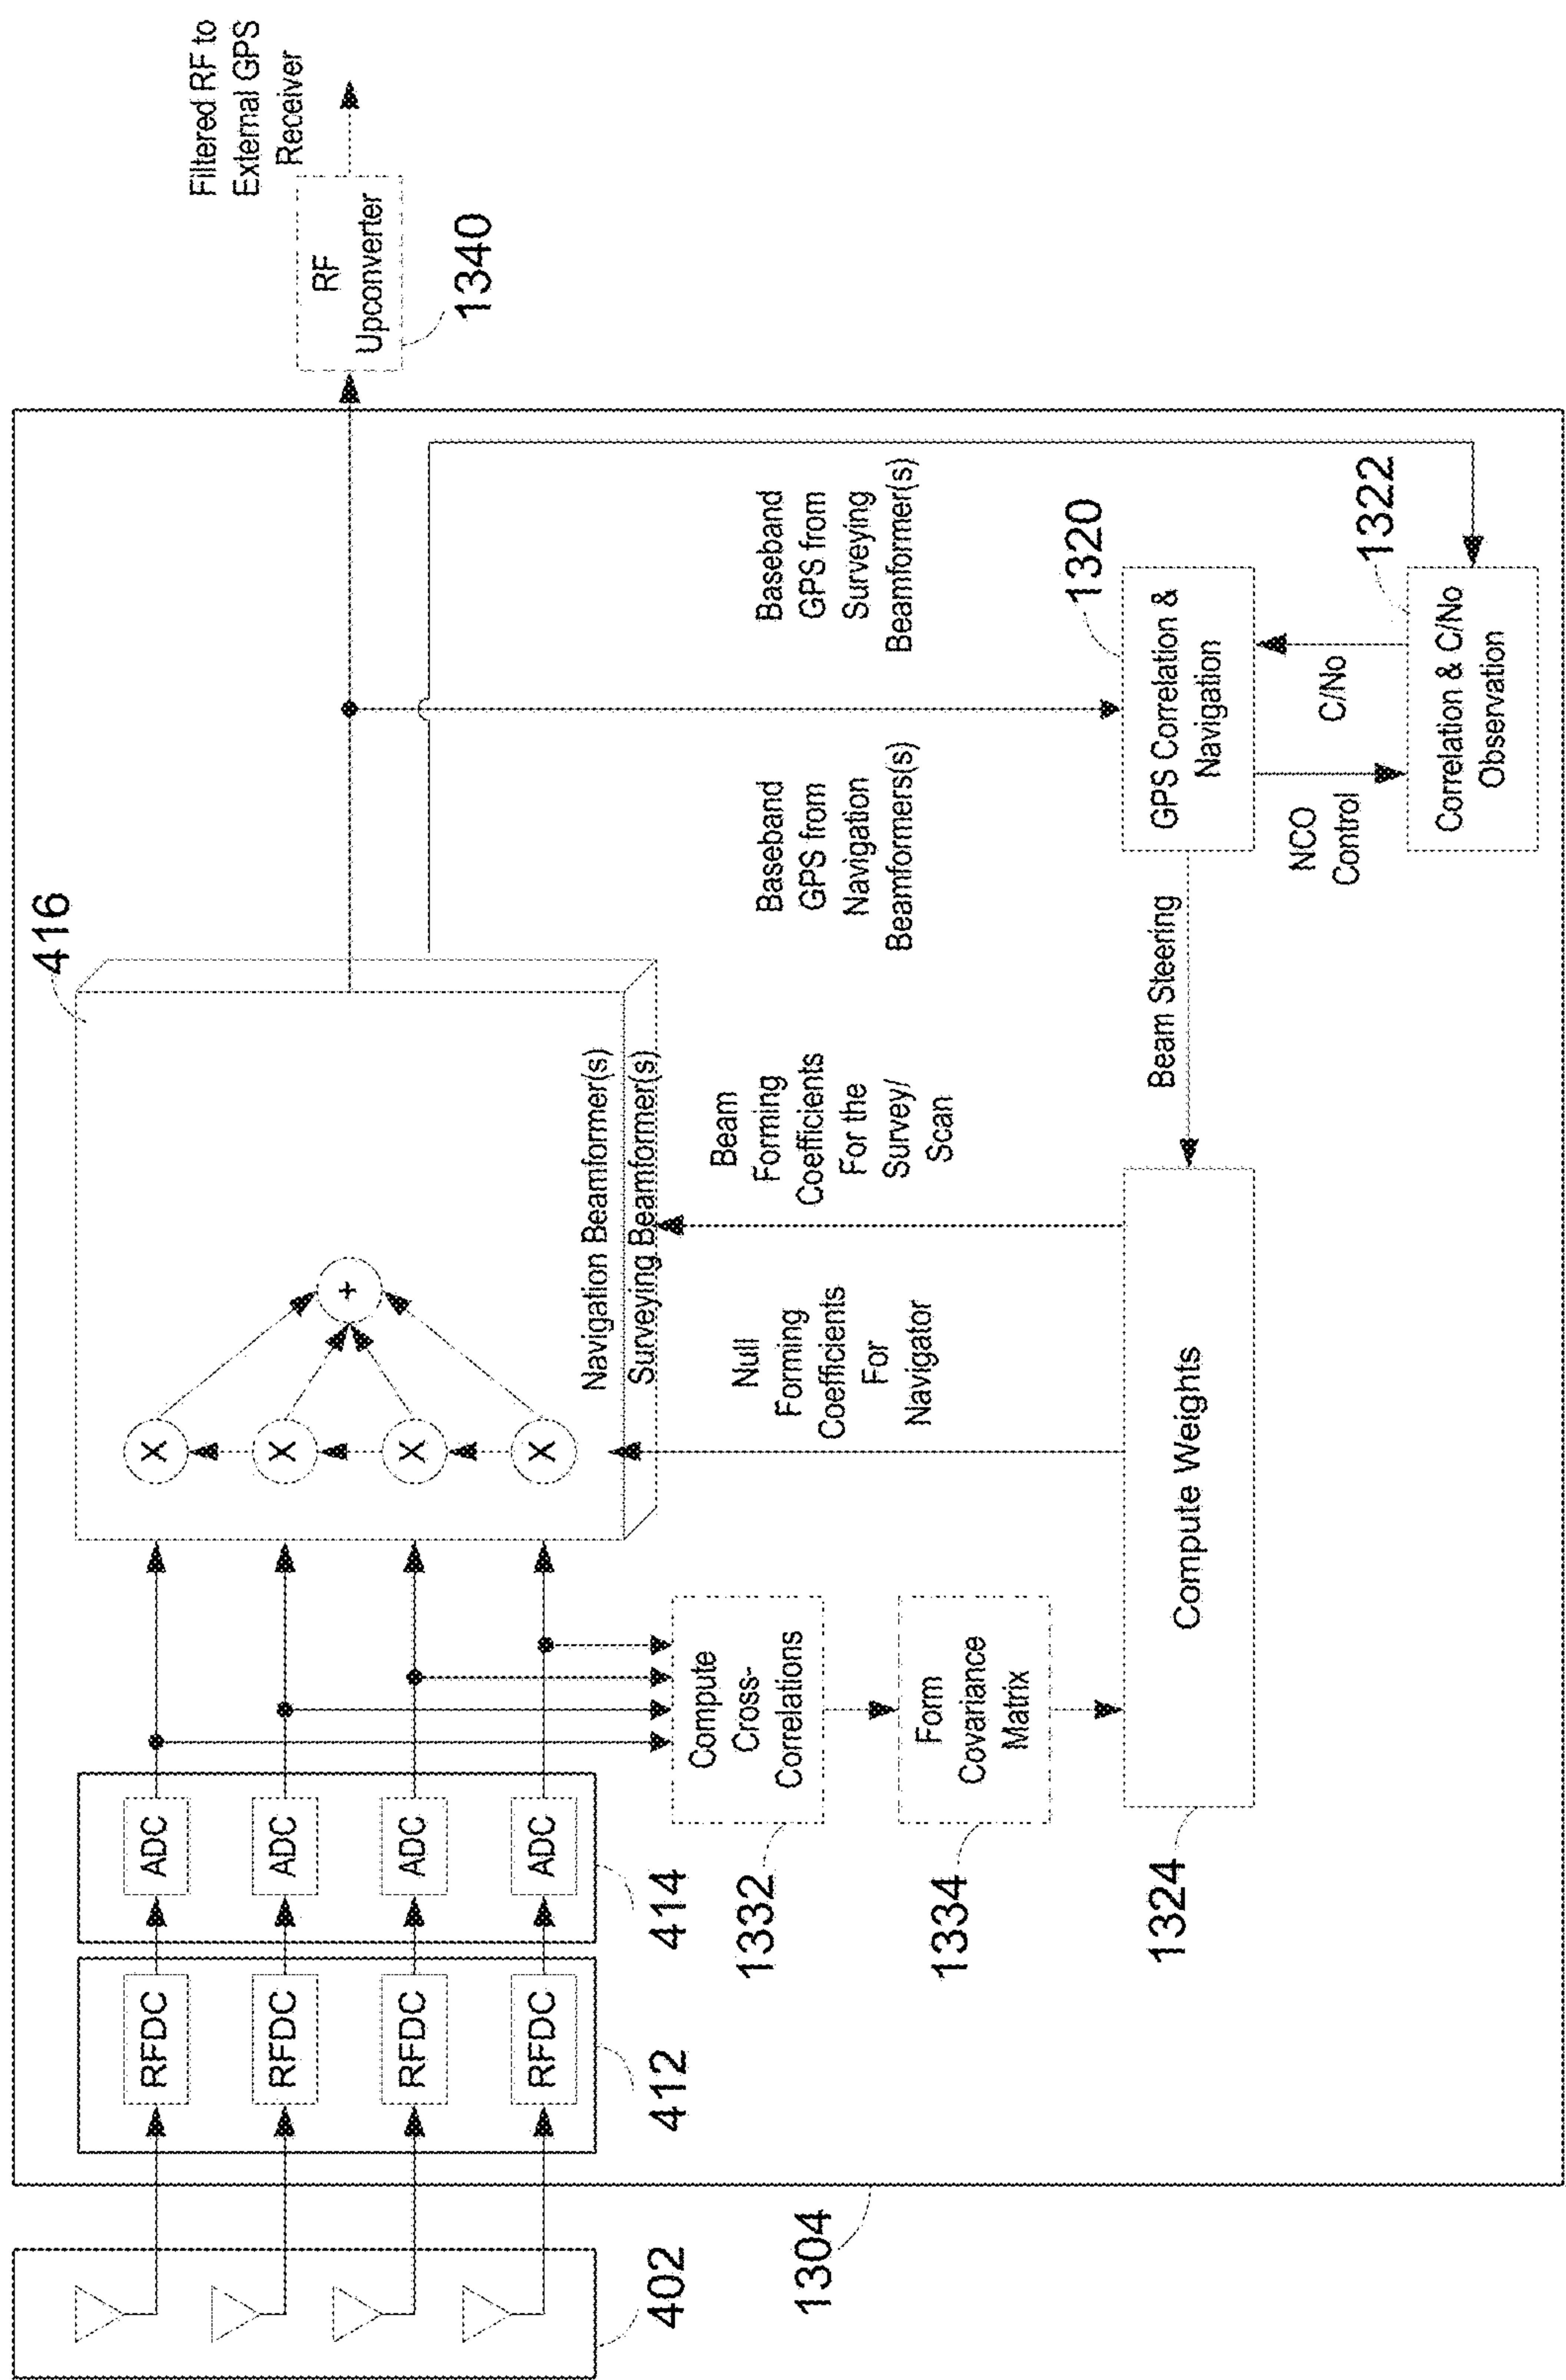 402
1304
RFDC
RFDC
RFDC
RFDC
412
ADC
ADC
ADC
ADC
414
Compute
Cross-
Correlations
1332
Form
Covariance
Matrix
1334
Compute Weights
1324
X
X
X
X
+
Navigation Beamformer(s)
Surveying Beamformer(s)
416
Null
Forming
Coefficients
For
Navigator
Beam
Forming
Coefficients
For the
Survey/
Scan
Beam Steering
Baseband
GPS from
Navigation
Beamformers(s)
Baseband
GPS from
Surveying
Beamformer(s)
GPS Correlation &
Navigation
1320
NCO
Control
C/No
Correlation & C/No
Observation
1322
RF
Upconverter
1340
Filtered RF to
External GPS
Receiver